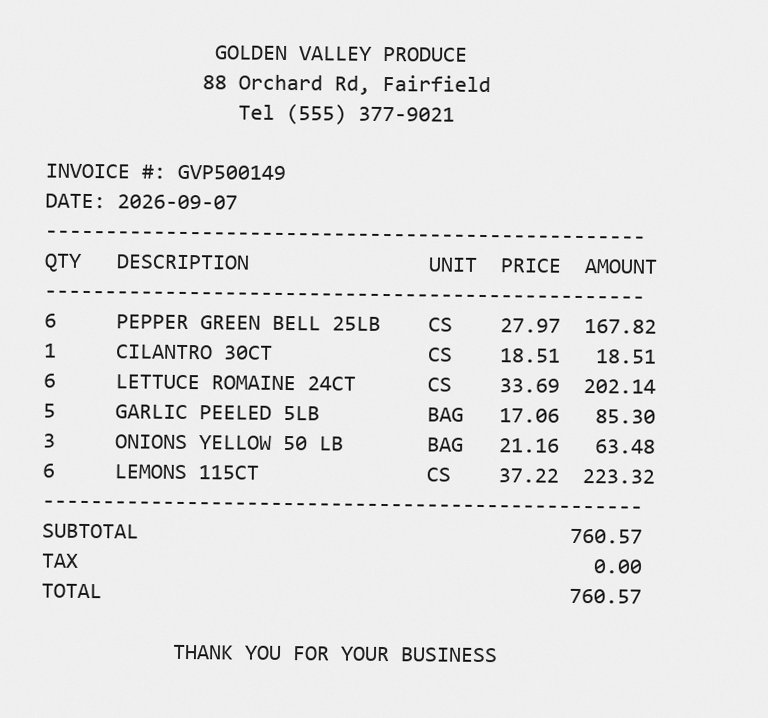 GOLDEN VALLEY PRODUCE
88 Orchard Rd, Fairfield
Tel (555) 377-9021
INVOICE #: GVP500149
DATE: 2026-09-07
--------------------------------------------------
QTY   DESCRIPTION               UNIT  PRICE  AMOUNT
--------------------------------------------------
6     PEPPER GREEN BELL 25LB    CS    27.97  167.82
1     CILANTRO 30CT             CS    18.51   18.51
6     LETTUCE ROMAINE 24CT      CS    33.69  202.14
5     GARLIC PEELED 5LB         BAG   17.06   85.30
3     ONIONS YELLOW 50 LB       BAG   21.16   63.48
6     LEMONS 115CT              CS    37.22  223.32
--------------------------------------------------
SUBTOTAL                                    760.57
TAX                                           0.00
TOTAL                                       760.57
THANK YOU FOR YOUR BUSINESS